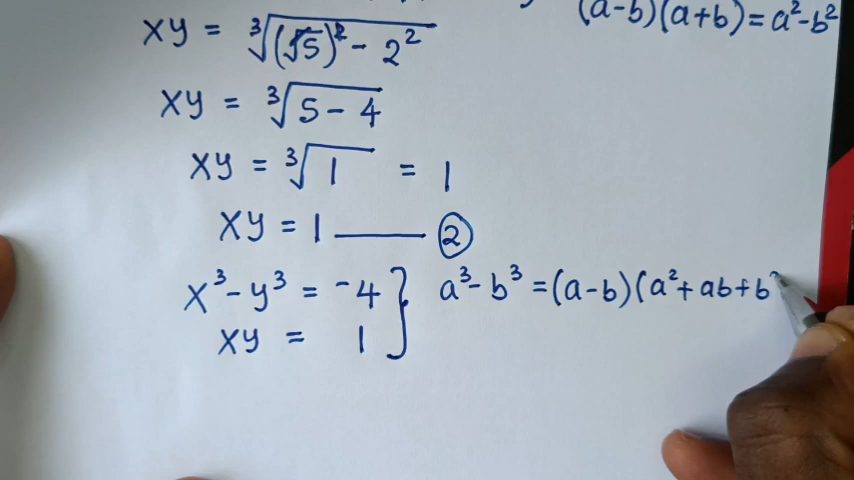 (a-b)(a+b) = a²-b²
xy = ∛((√5)² - 2²)
xy = ∛(5 - 4)
xy = ∛1 = 1
xy = 1 —— ②
x³ - y³ = -4 } a³ - b³ = (a-b)(a² + ab + b²
xy = 1